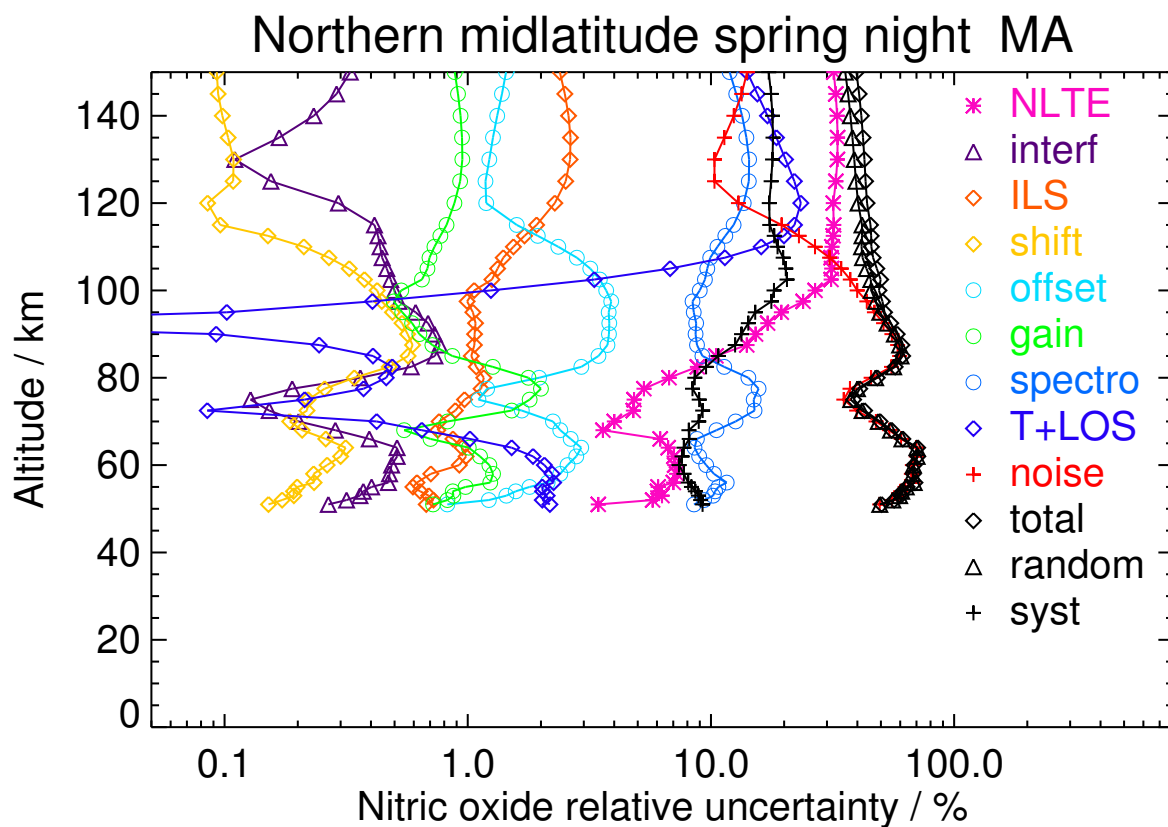 Northern midlatitude spring night MA
Altitude / km
140
120
100
80
60
40
20
0
NLTE
interf
ILS
shift
offset
gain
spectro
T+LOS
noise
total
random
syst
0.1 1.0 10.0 100.0
Nitric oxide relative uncertainty / %